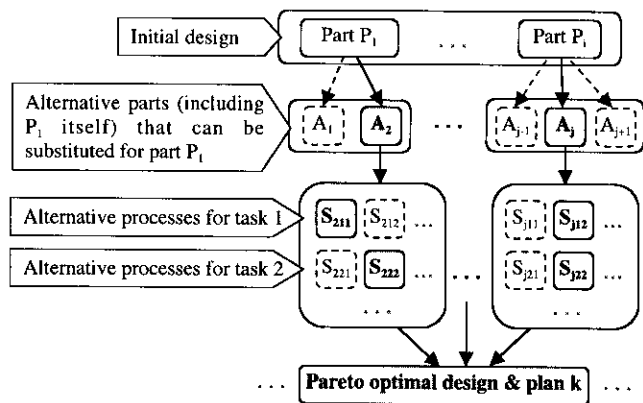 Initial design
Part P1 ... Part Pi
Alternative parts (including
P1 itself) that can be
substituted for part P1
A1 A2 ... Aj-1 Aj Aj+1
Alternative processes for task 1
S211 S212 ... Sj11 Sj12 ...
Alternative processes for task 2
S221 S222 ... ... Sj21 Sj22 ...
... ...
... Pareto optimal design & plan k ...